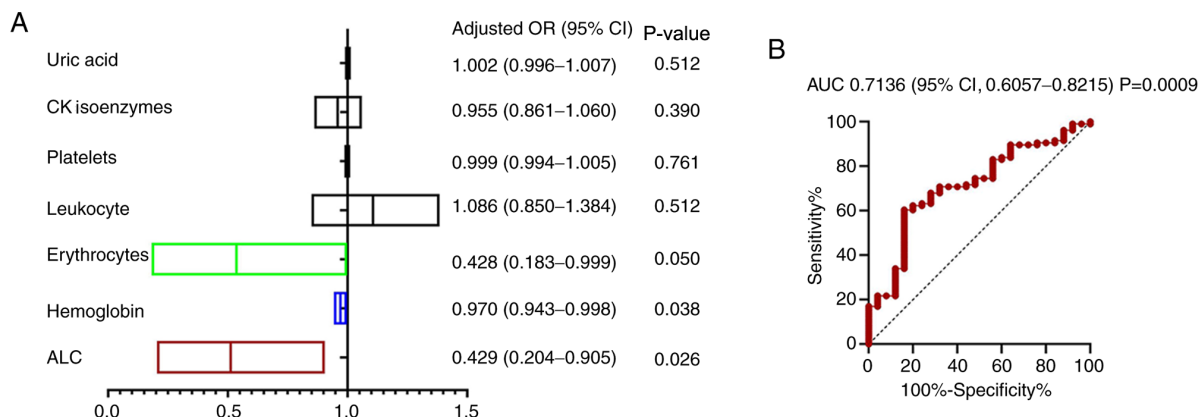 A
Adjusted OR (95% CI) P-value
Uric acid 1.002 (0.996–1.007) 0.512
CK isoenzymes 0.955 (0.861–1.060) 0.390
Platelets 0.999 (0.994–1.005) 0.761
Leukocyte 1.086 (0.850–1.384) 0.512
Erythrocytes 0.428 (0.183–0.999) 0.050
Hemoglobin 0.970 (0.943–0.998) 0.038
ALC 0.429 (0.204–0.905) 0.026
0.0 0.5 1.0 1.5
B
AUC 0.7136 (95% CI, 0.6057–0.8215) P=0.0009
Sensitivity%
100
80
60
40
20
0
0 20 40 60 80 100
100%-Specificity%